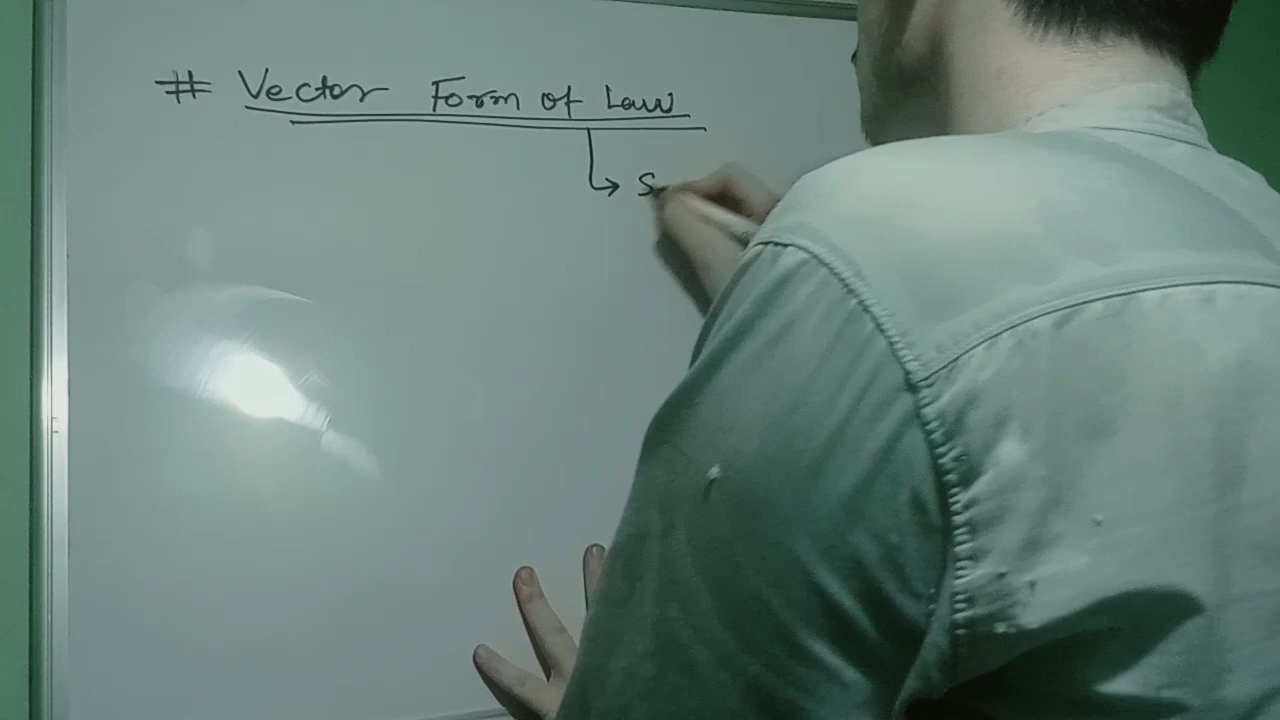 # Vector Form of Law
↳ S